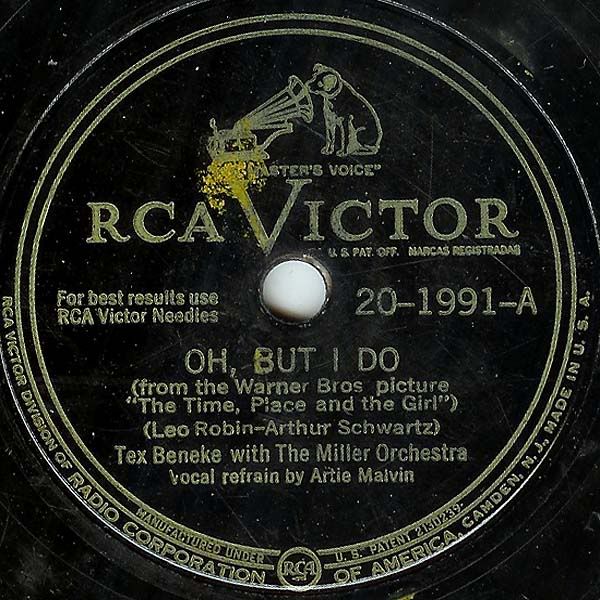 MASTER'S VOICE"
RCA VICTOR
U.S. PAT. OFF. MARCAS REGISTRADAS
For best results use
RCA Victor Needles
20-1991-A
OH, BUT I DO
(from the Warner Bros picture
"The Time, Place and the Girl")
(Leo Robin-Arthur Schwartz)
Tex Beneke with The Miller Orchestra
Vocal refrain by Artie Malvin
MANUFACTURED UNDER RCA U.S. PATENT 2130239
RCA VICTOR DIVISION OF RADIO CORPORATION OF AMERICA, CAMDEN, N.J., MADE IN U.S.A.